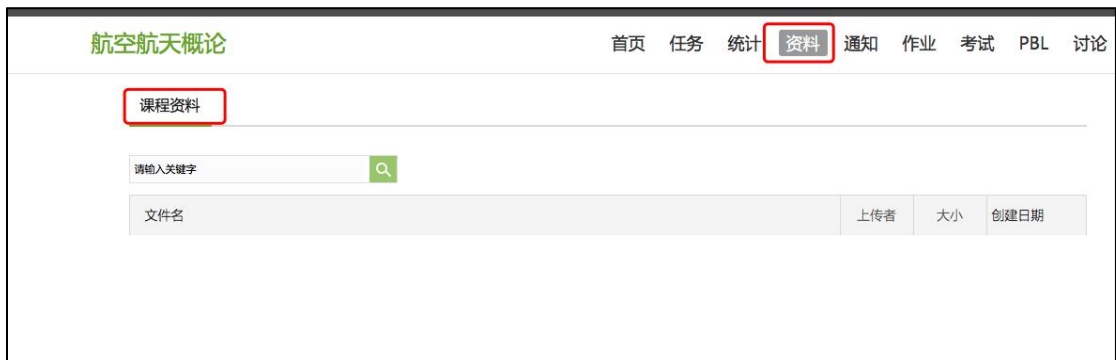 航空航天概论 首页 任务 统计 资料 通知 作业 考试 PBL 讨论
课程资料
请输入关键字
文件名 上传者 大小 创建日期